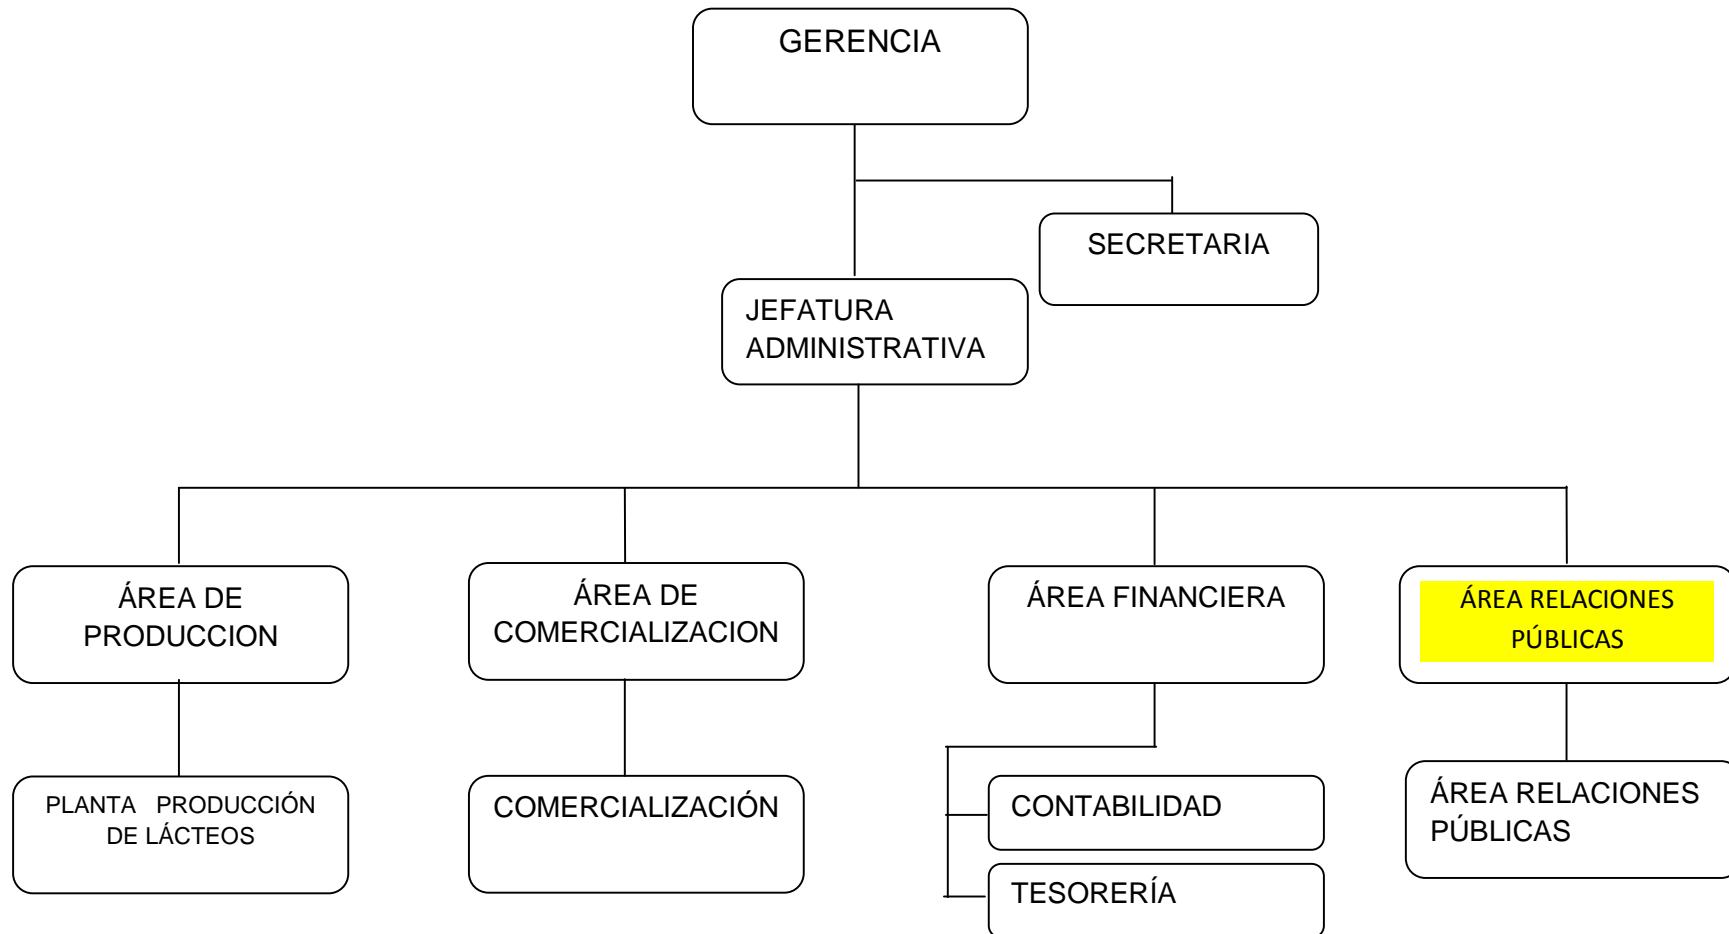 GERENCIA
SECRETARIA
JEFATURA
ADMINISTRATIVA
ÁREA DE
PRODUCCION
ÁREA DE
COMERCIALIZACION
ÁREA FINANCIERA
ÁREA RELACIONES
PÚBLICAS
PLANTA PRODUCCIÓN
DE LÁCTEOS
COMERCIALIZACIÓN
CONTABILIDAD
TESORERÍA
ÁREA RELACIONES
PÚBLICAS